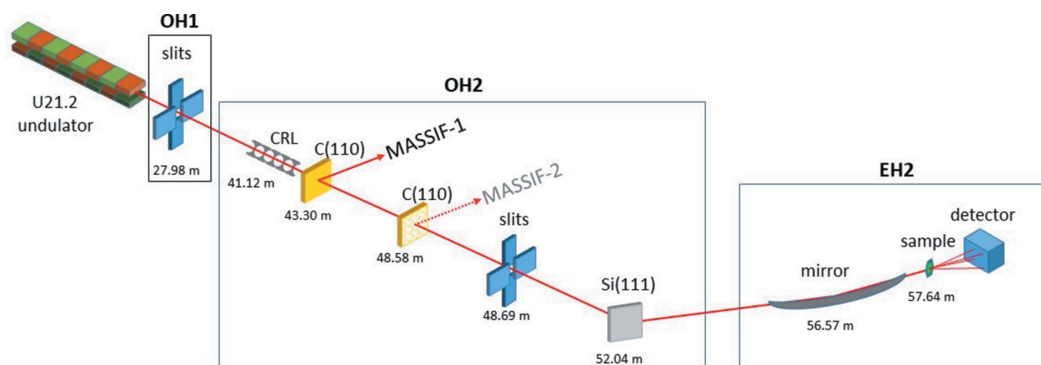 OH1
slits
U21.2
undulator
27.98 m
OH2
CRL
41.12 m
C(110)
MASSIF-1
43.30 m
C(110)
MASSIF-2
48.58 m
slits
48.69 m
Si(111)
52.04 m
EH2
detector
sample
mirror
57.64 m
56.57 m